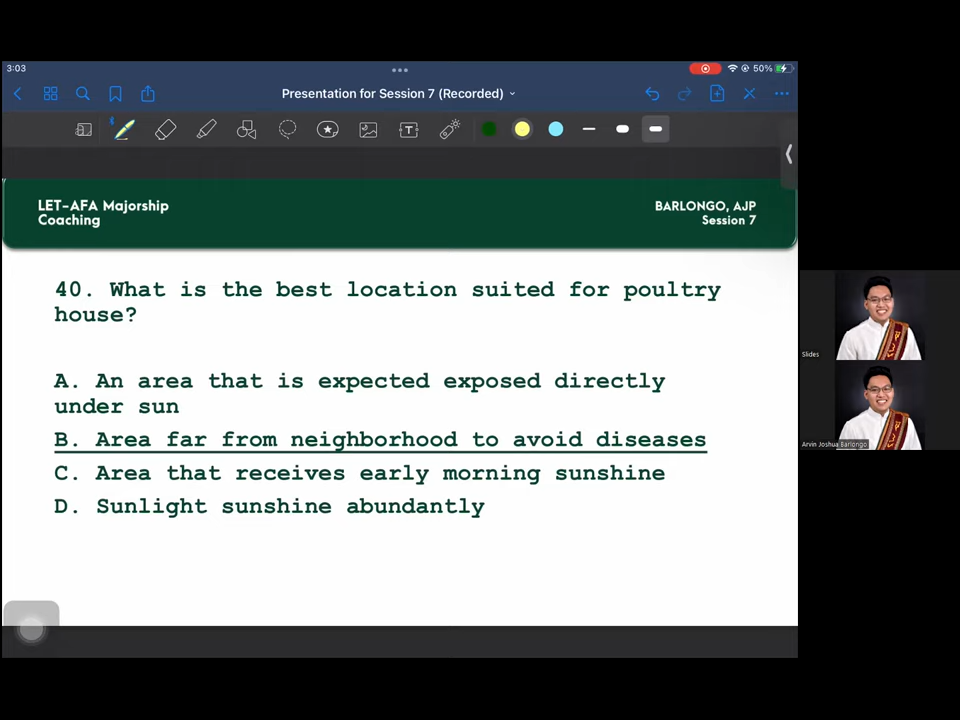 3:03
50%
Presentation for Session 7 (Recorded)
T
LET-AFA Majorship
Coaching
BARLONGO, AJP
Session 7
40. What is the best location suited for poultry
house?
A. An area that is expected exposed directly
under sun
B. Area far from neighborhood to avoid diseases
C. Area that receives early morning sunshine
D. Sunlight sunshine abundantly
Slides
Arvin Joshua Barlongo